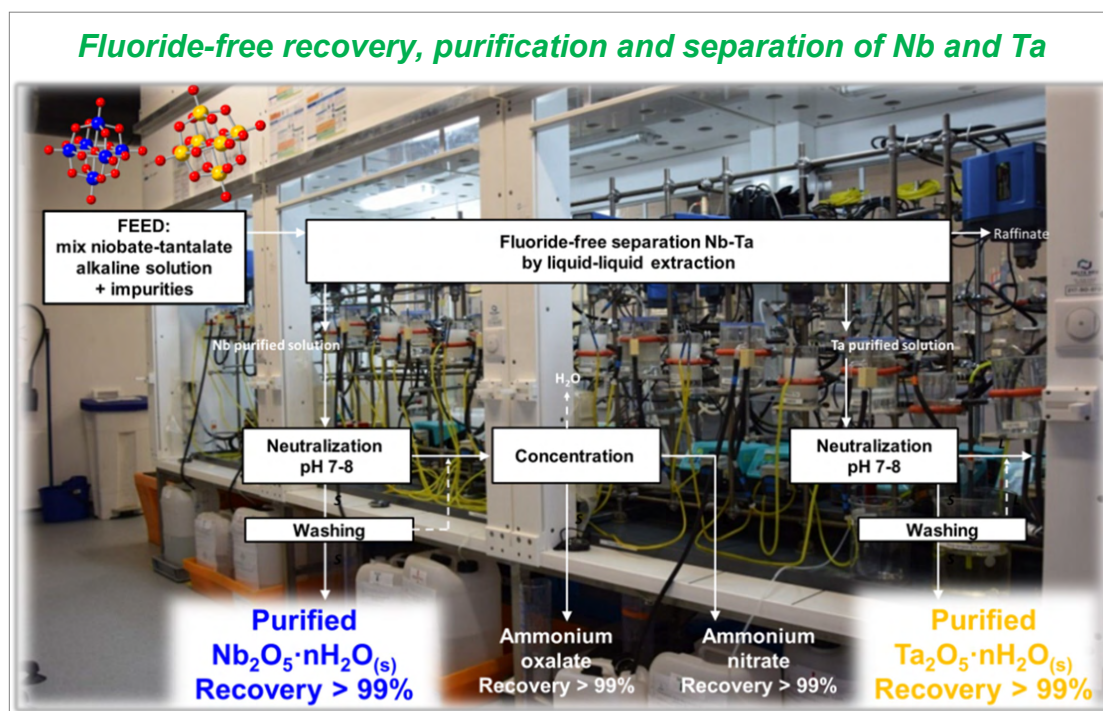 Fluoride-free recovery, purification and separation of Nb and Ta
FEED:
mix niobate-tantalate
alkaline solution
+ impurities
Fluoride-free separation Nb-Ta
by liquid-liquid extraction
Raffinate
Nb purified solution
Ta purified solution
H₂O
Neutralization
pH 7-8
Concentration
Neutralization
pH 7-8
L
S
S
S
Washing
Washing
S
S
Purified
Nb₂O₅·nH₂O(s)
Recovery > 99%
Ammonium
oxalate
Recovery > 99%
Ammonium
nitrate
Recovery > 99%
Purified
Ta₂O₅·nH₂O(s)
Recovery > 99%